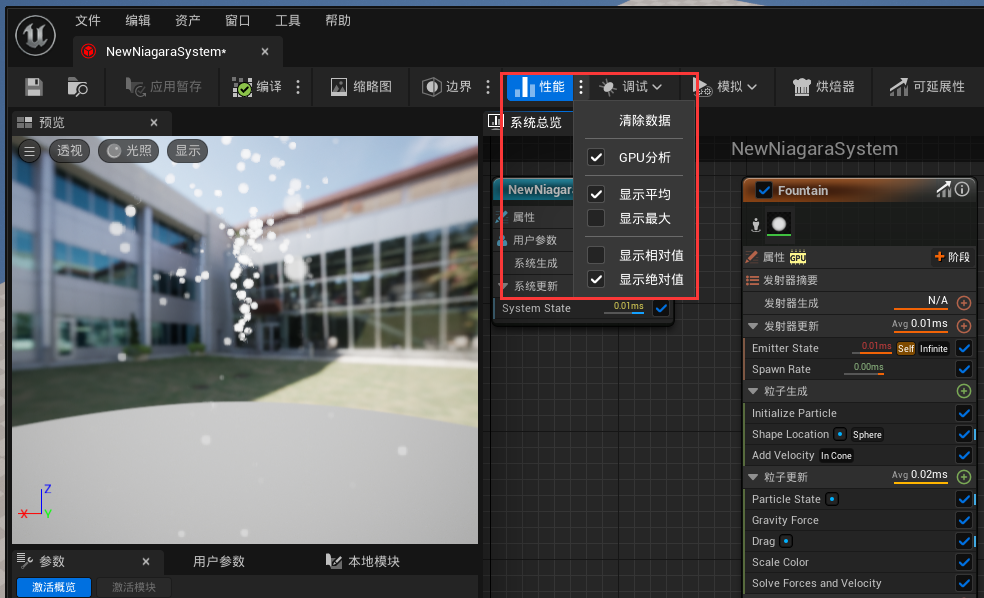 文件 编辑 资产 窗口 工具 帮助
NewNiagaraSystem*
应用暂存 编译 缩略图 边界 性能 调试 模拟 烘焙器 可延展性
预览
透视 光照 显示
Z
X Y
系统总览
清除数据
GPU分析
显示平均
显示最大
显示相对值
显示绝对值
NewNiagaraSystem
NewNiagar
属性
用户参数
系统生成
系统更新
System State 0.01ms
Fountain
属性 GPU 阶段
发射器摘要
发射器生成 N/A
发射器更新 Avg 0.01ms
Emitter State 0.01ms Self Infinite
Spawn Rate 0.00ms
粒子生成
Initialize Particle
Shape Location Sphere
Add Velocity In Cone
粒子更新 Avg 0.02ms
Particle State
Gravity Force
Drag
Scale Color
Solve Forces and Velocity
参数 用户参数 本地模块
激活概览 激活模块